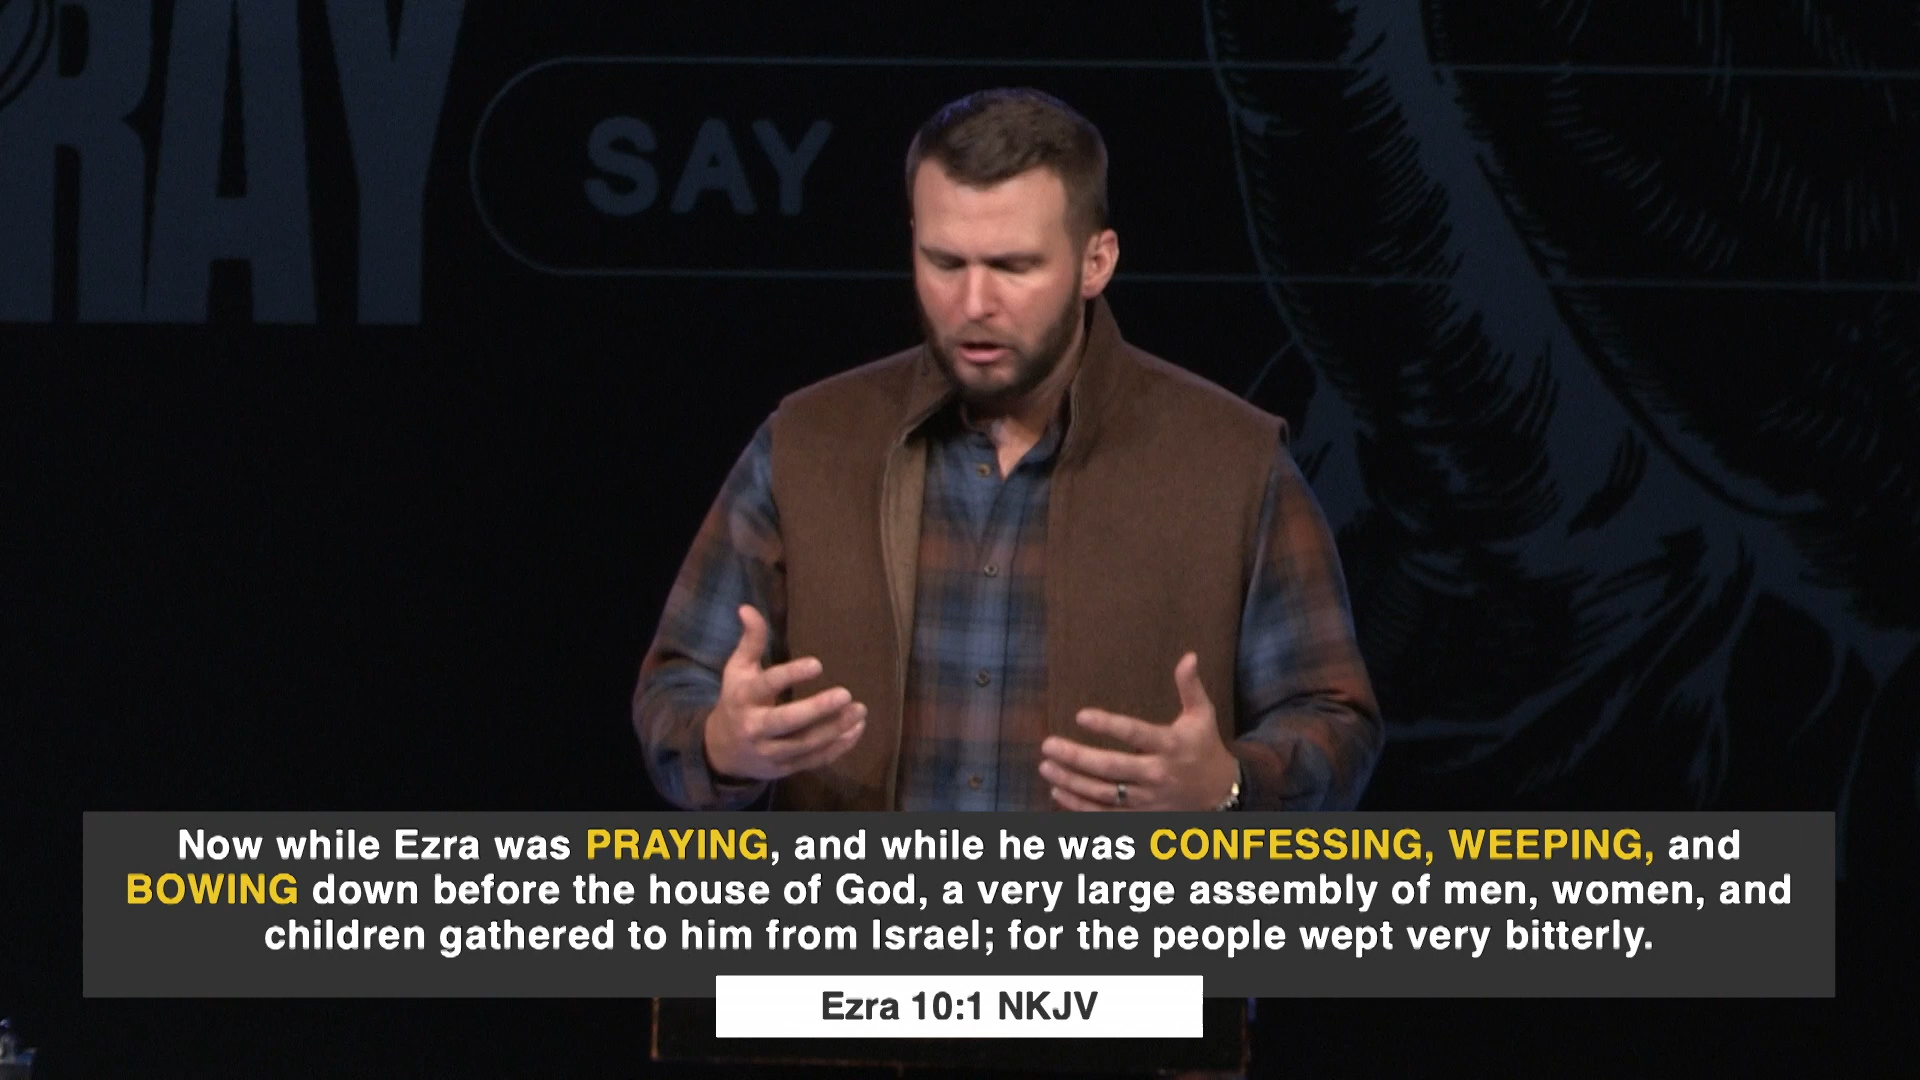 RAY
SAY
Now while Ezra was PRAYING, and while he was CONFESSING, WEEPING, and
BOWING down before the house of God, a very large assembly of men, women, and
children gathered to him from Israel; for the people wept very bitterly.
Ezra 10:1 NKJV